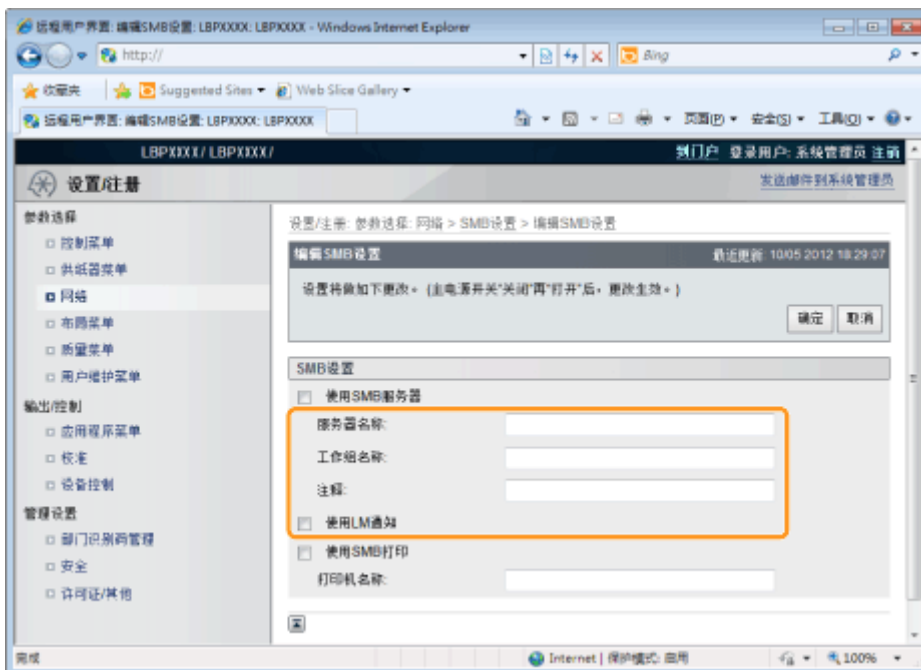 远程用户界面: 编辑SMB设置: LBPXXXX: LBPXXXX - Windows Internet Explorer
http://
Bing
收藏夹 Suggested Sites Web Slice Gallery
远程用户界面: 编辑SMB设置: LBPXXXX: LBPXXXX
页面(P) 安全(S) 工具(O)
LBPXXXX/ LBPXXXX/
到门户 登录用户: 系统管理员 注销
设置/注册
发送邮件到系统管理员
参数选择
控制菜单
供纸器菜单
网络
布局菜单
质量菜单
用户维护菜单
输出/控制
应用程序菜单
校准
设备控制
管理设置
部门识别码管理
安全
许可证/其他
设置/注册: 参数选择: 网络 > SMB设置 > 编辑SMB设置
编辑SMB设置
最近更新: 10/05 2012 18:29:07
设置将做如下更改。 (主电源开关"关闭"再"打开"后，更改生效。)
确定 取消
SMB设置
使用SMB服务器
服务器名称:
工作组名称:
注释:
使用LM通知
使用SMB打印
打印机名称:
完成
Internet | 保护模式: 启用
100%